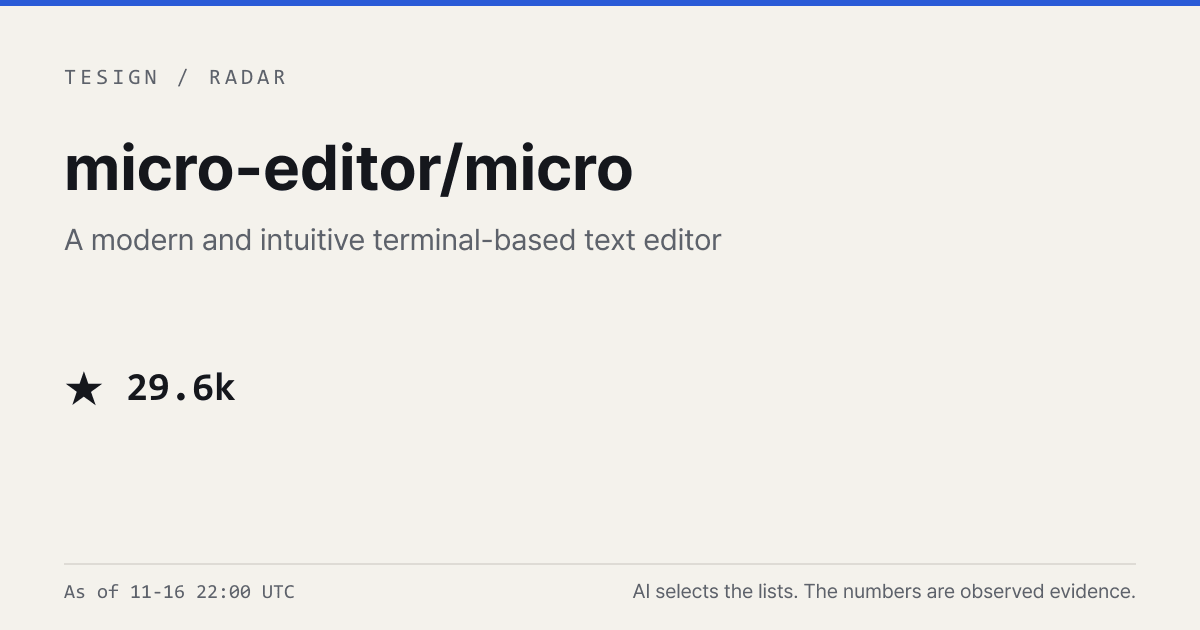 TESIGN / RADAR
micro-editor/micro
A modern and intuitive terminal-based text editor
★ 29.6k
As of 11-16 22:00 UTC
AI selects the lists. The numbers are observed evidence.